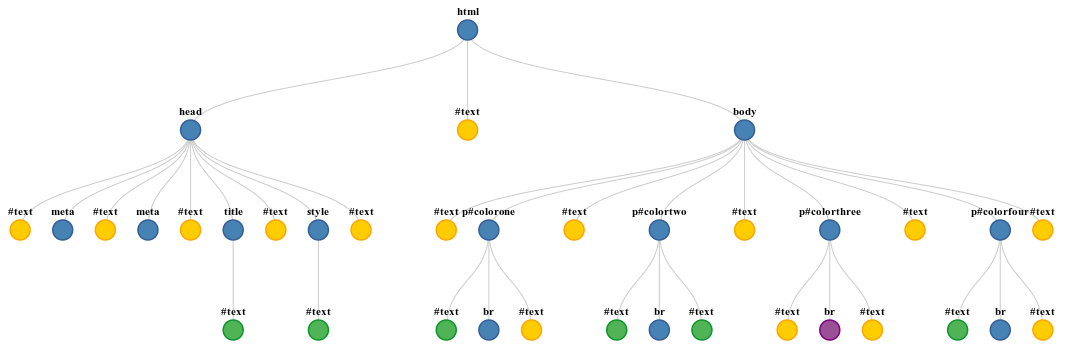 html
head #text body
#text meta #text meta #text title #text style #text #text p#colorone #text p#colortwo #text p#colorthree #text p#colorfour #text
#text #text #text br #text #text br #text #text br #text #text br #text